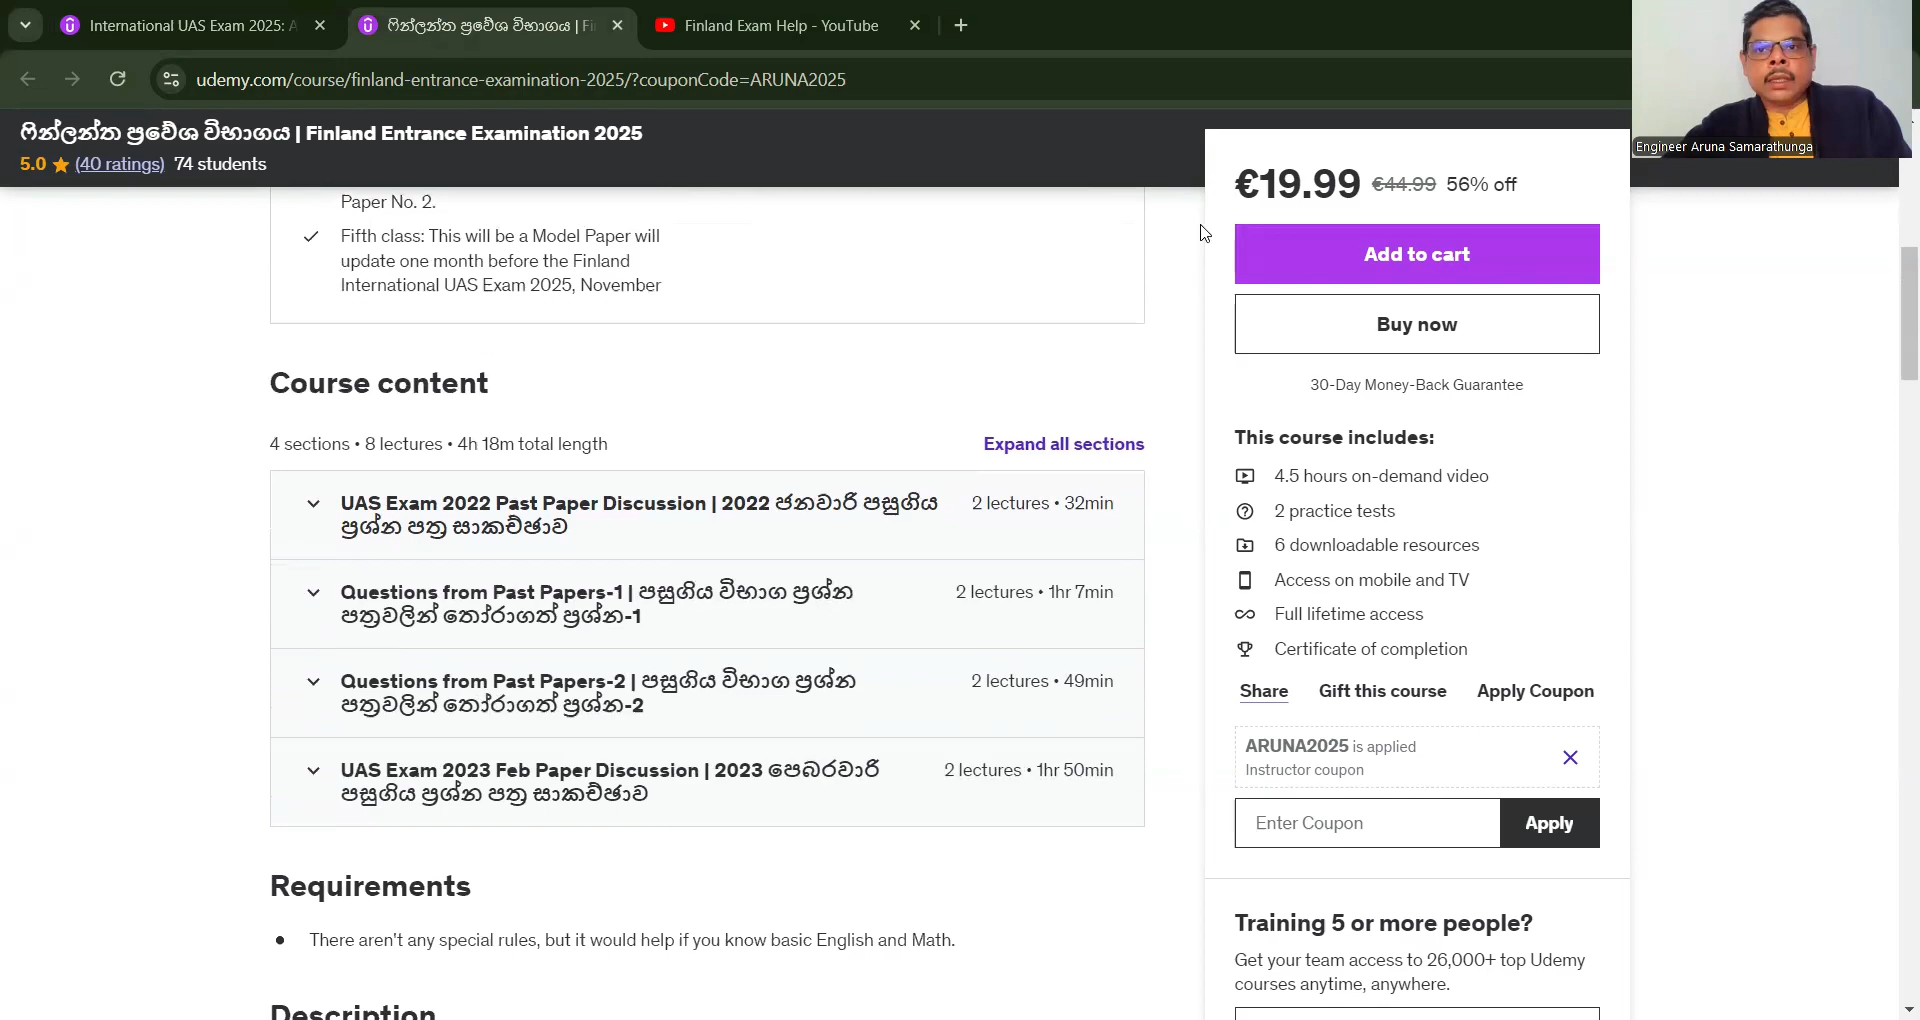 International UAS Exam 2025: A
ෆින්ලන්ත ප්‍රවේශ විභාගය | Fi
Finland Exam Help - YouTube
udemy.com/course/finland-entrance-examination-2025/?couponCode=ARUNA2025
Engineer Aruna Samarathunga
ෆින්ලන්ත ප්‍රවේශ විභාගය | Finland Entrance Examination 2025
5.0 (40 ratings) 74 students
Paper No. 2.
Fifth class: This will be a Model Paper will
update one month before the Finland
International UAS Exam 2025, November
Course content
4 sections • 8 lectures • 4h 18m total length
Expand all sections
UAS Exam 2022 Past Paper Discussion | 2022 ජනවාරී පසුගිය
ප්‍රශ්න පත්‍ර සාකච්ඡාව
2 lectures • 32min
Questions from Past Papers-1 | පසුගිය විභාග ප්‍රශ්න
පත්‍රවලින් තෝරාගත් ප්‍රශ්න-1
2 lectures • 1hr 7min
Questions from Past Papers-2 | පසුගිය විභාග ප්‍රශ්න
පත්‍රවලින් තෝරාගත් ප්‍රශ්න-2
2 lectures • 49min
UAS Exam 2023 Feb Paper Discussion | 2023 පෙබරවාරී
පසුගිය ප්‍රශ්න පත්‍ර සාකච්ඡාව
2 lectures • 1hr 50min
Requirements
There aren't any special rules, but it would help if you know basic English and Math.
Description
€19.99 €44.99 56% off
Add to cart
Buy now
30-Day Money-Back Guarantee
This course includes:
4.5 hours on-demand video
2 practice tests
6 downloadable resources
Access on mobile and TV
Full lifetime access
Certificate of completion
Share Gift this course Apply Coupon
ARUNA2025 is applied
Instructor coupon
Enter Coupon Apply
Training 5 or more people?
Get your team access to 26,000+ top Udemy
courses anytime, anywhere.